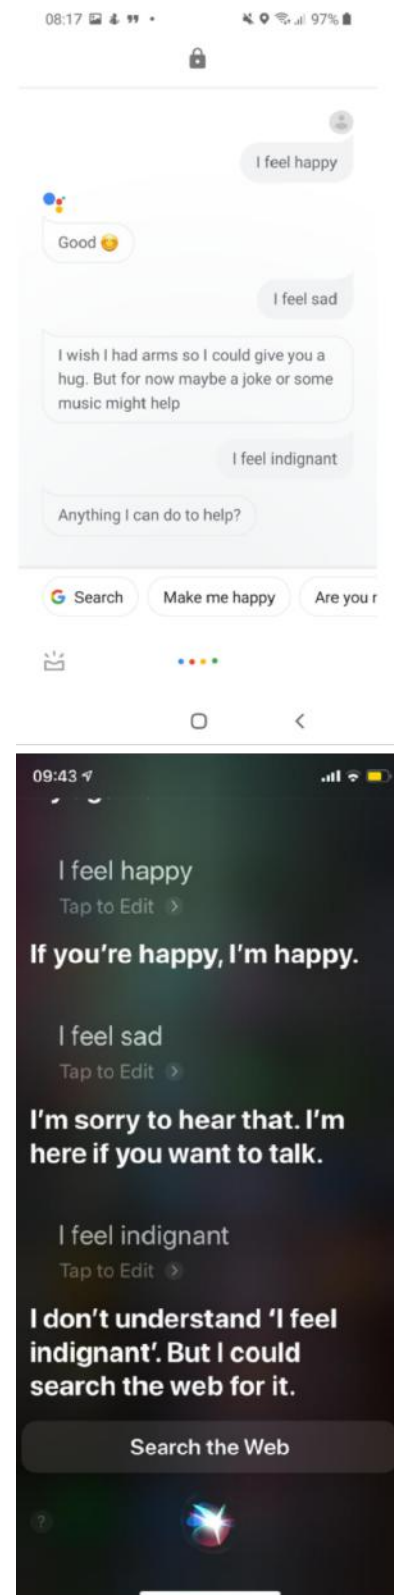 08:17 97%
I feel happy
Good
I feel sad
I wish I had arms so I could give you a
hug. But for now maybe a joke or some
music might help
I feel indignant
Anything I can do to help?
G Search Make me happy Are you r
09:43
I feel happy
Tap to Edit
If you’re happy, I’m happy.
I feel sad
Tap to Edit
I’m sorry to hear that. I’m
here if you want to talk.
I feel indignant
Tap to Edit
I don’t understand ‘I feel
indignant’. But I could
search the web for it.
Search the Web
?